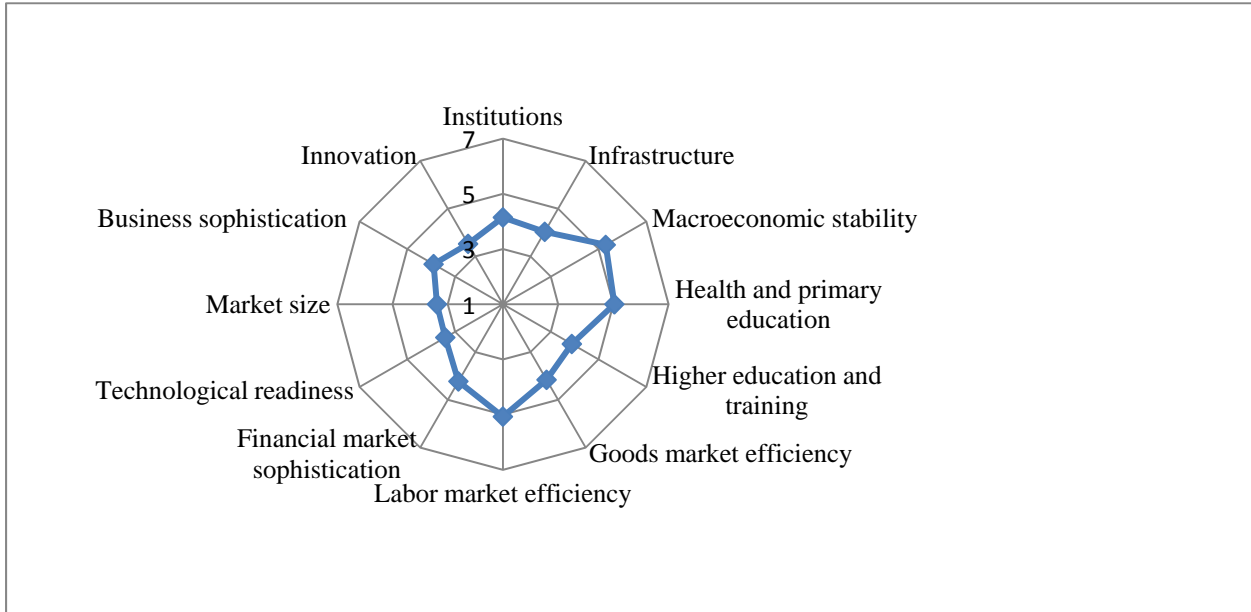 Institutions
7
Innovation
Infrastructure
5
Business sophistication
Macroeconomic stability
3
Market size
1
Health and primary
education
Technological readiness
Higher education and
training
Financial market
sophistication
Goods market efficiency
Labor market efficiency